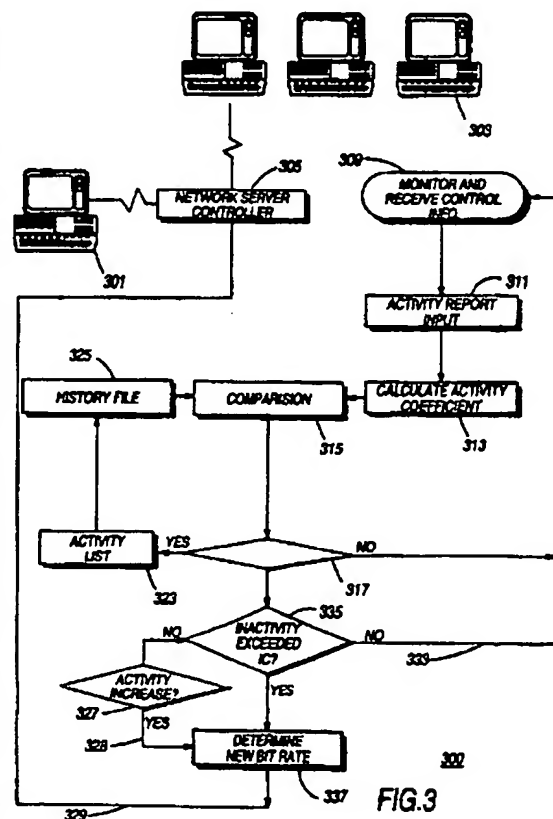 303
305
NETWORK SERVER
CONTROLLER
309
MONITOR AND
RECEIVE CONTROL
INFO.
301
311
ACTIVITY REPORT
INPUT
325
HISTORY FILE
COMPARISION
315
CALCULATE ACTIVITY
COEFFICIENT
313
ACTIVITY
LIST
323
YES
NO
317
335
INACTIVITY
EXCEEDED
IC?
NO
NO
333
ACTIVITY
INCREASE?
327
YES
328
YES
DETERMINE
NEW BIT RATE
337
300
329
FIG.3